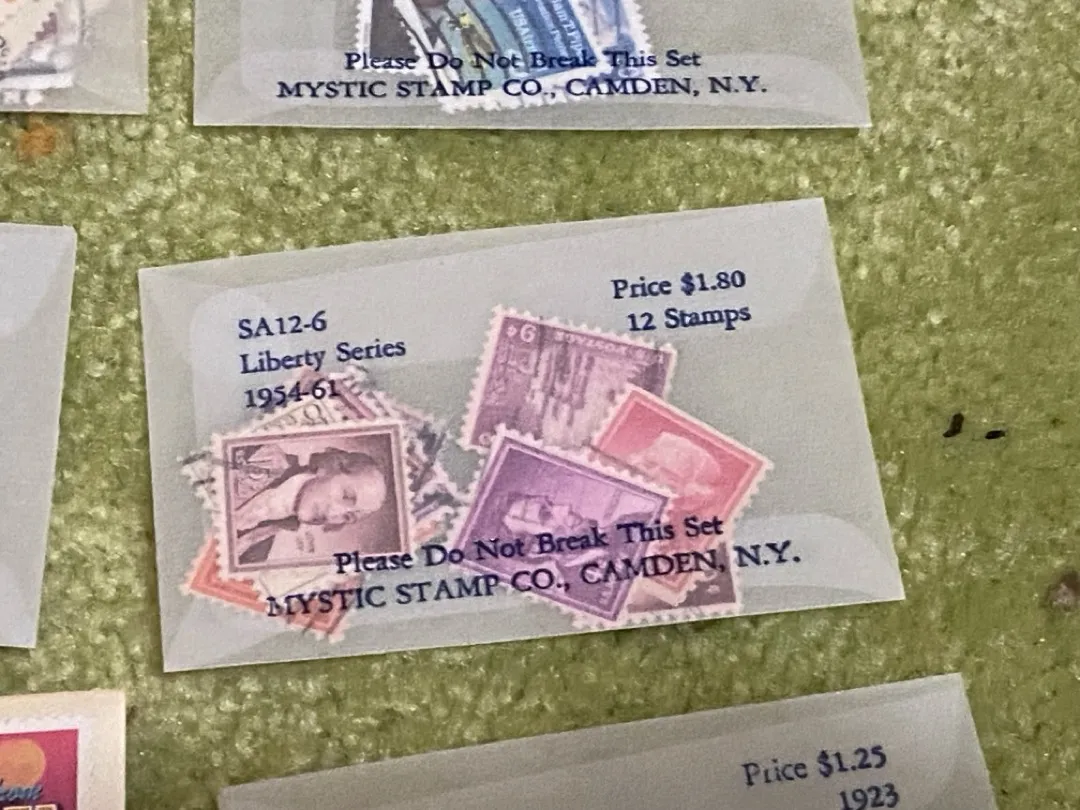 USA
Please Do Not Break This Set
MYSTIC STAMP CO., CAMDEN, N.Y.
SA12-6
Liberty Series
1954-61
Price $1.80
12 Stamps
Please Do Not Break This Set
MYSTIC STAMP CO., CAMDEN, N.Y.
Price $1.25
1923